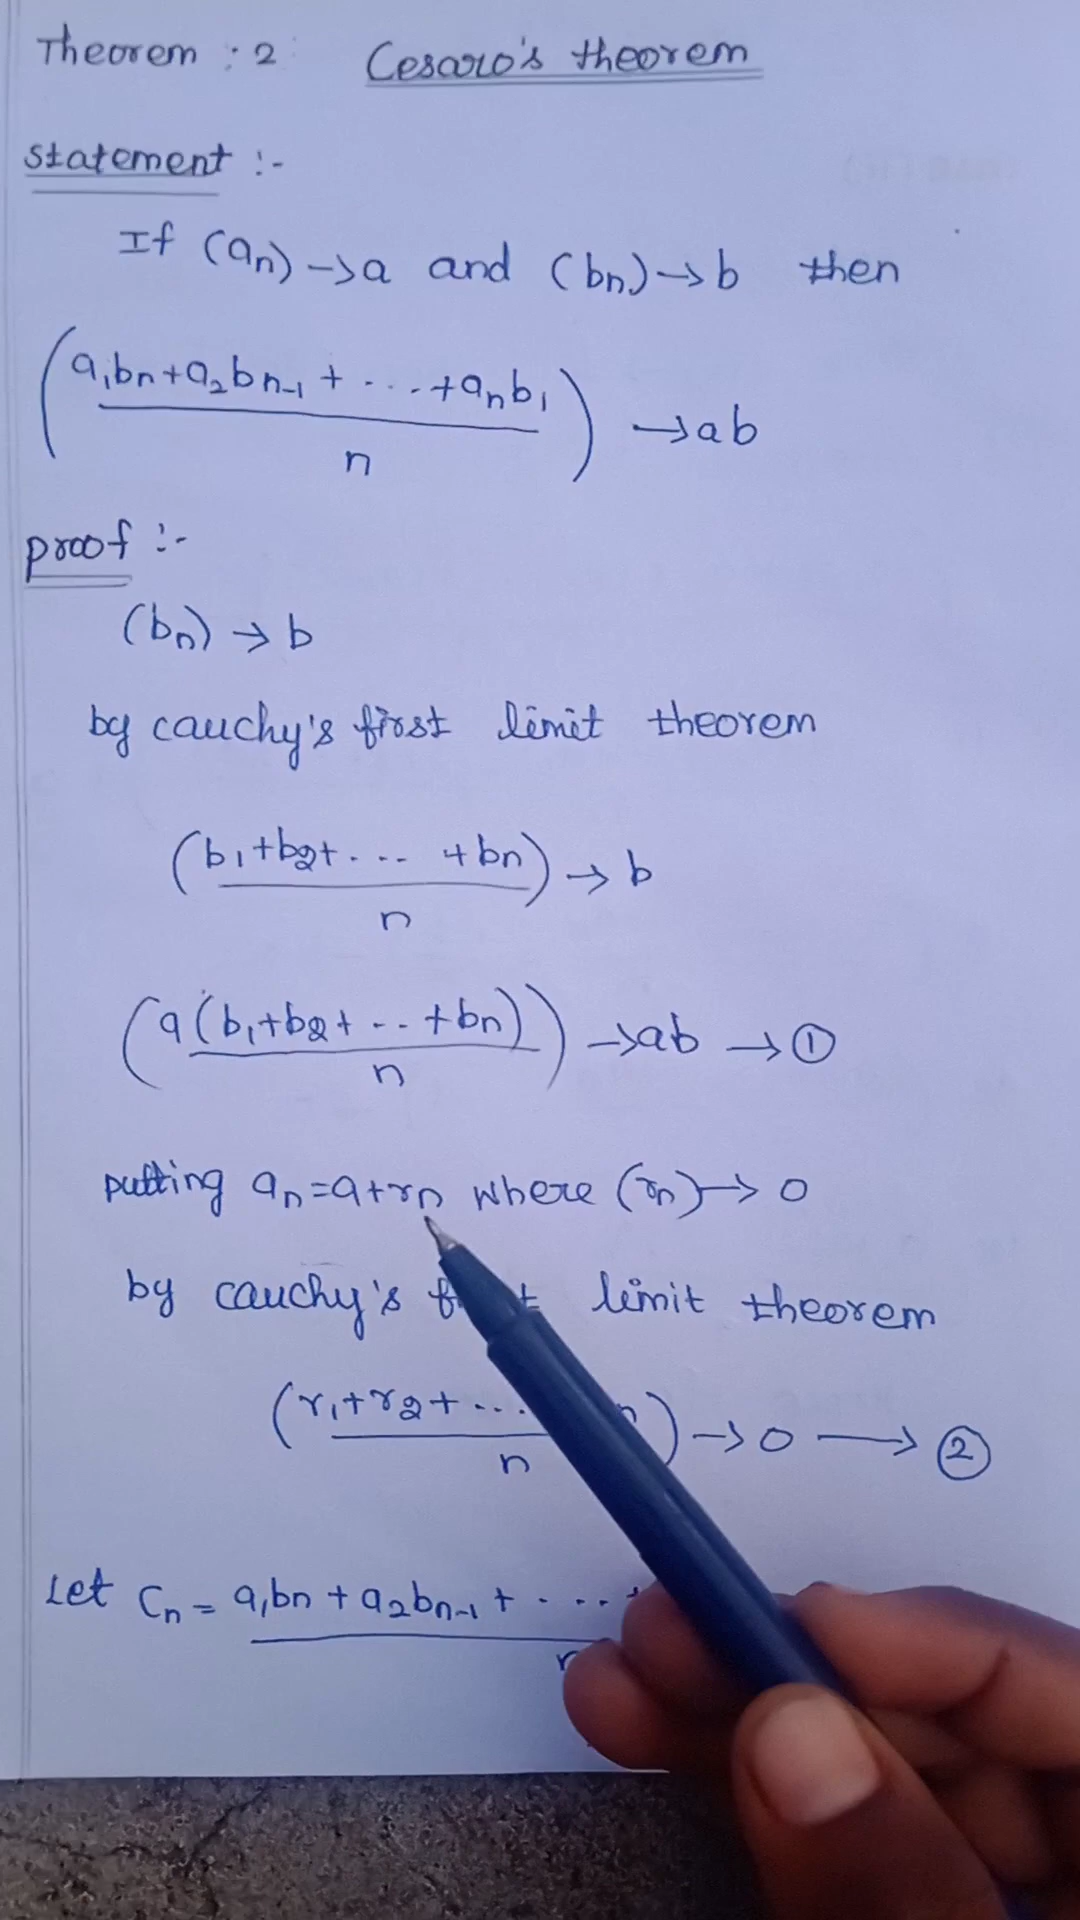 Theorem : 2 Cesaro's theorem
Statement :-
If (an) → a and (bn) → b then
(a1bn + a2bn-1 + ... + anb1 / n) → ab
proof :-
(bn) → b
by cauchy's first limit theorem
(b1 + b2 + ... + bn / n) → b
(a(b1 + b2 + ... + bn) / n) → ab → ①
putting an = a + rn where (rn) → 0
by cauchy's limit theorem
(r1 + r2 + ... / n) → 0 → ②
Let Cn = a1bn + a2bn-1 + ...